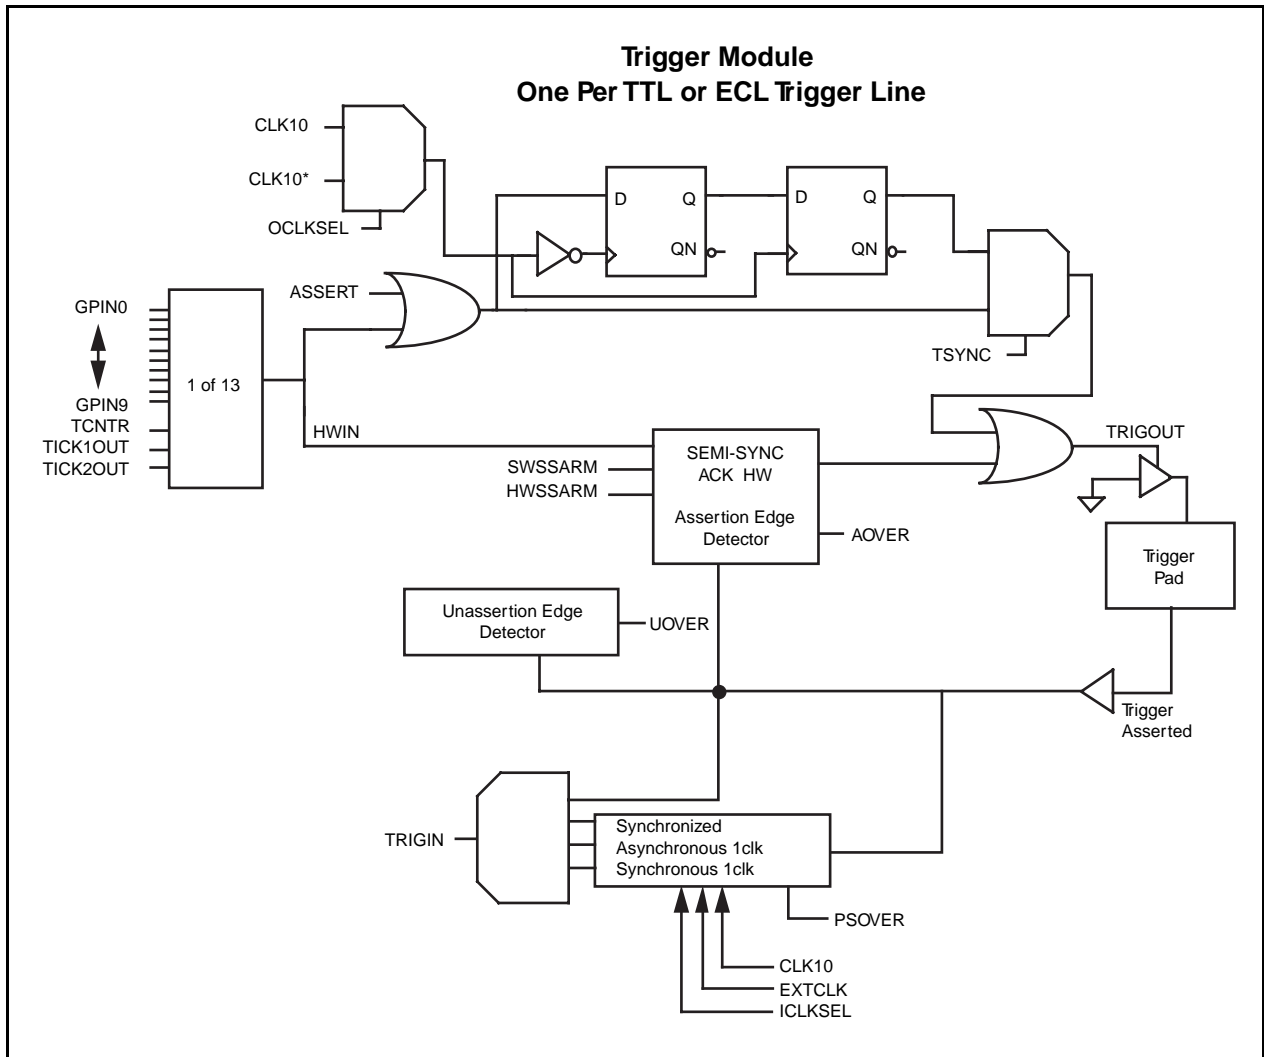 Trigger Module
One Per TTL or ECL Trigger Line
CLK10
CLK10*
OCLKSEL
D Q
QN
D Q
QN
ASSERT
TSYNC
GPIN0
GPIN9
TCNTR
TICK1OUT
TICK2OUT
1 of 13
HWIN
SWSSARM
HWSSARM
SEMI-SYNC
ACK HW
Assertion Edge
Detector
AOVER
TRIGOUT
Trigger
Pad
Unassertion Edge
Detector
UOVER
Trigger
Asserted
TRIGIN
Synchronized
Asynchronous 1clk
Synchronous 1clk
PSOVER
CLK10
EXTCLK
ICLKSEL